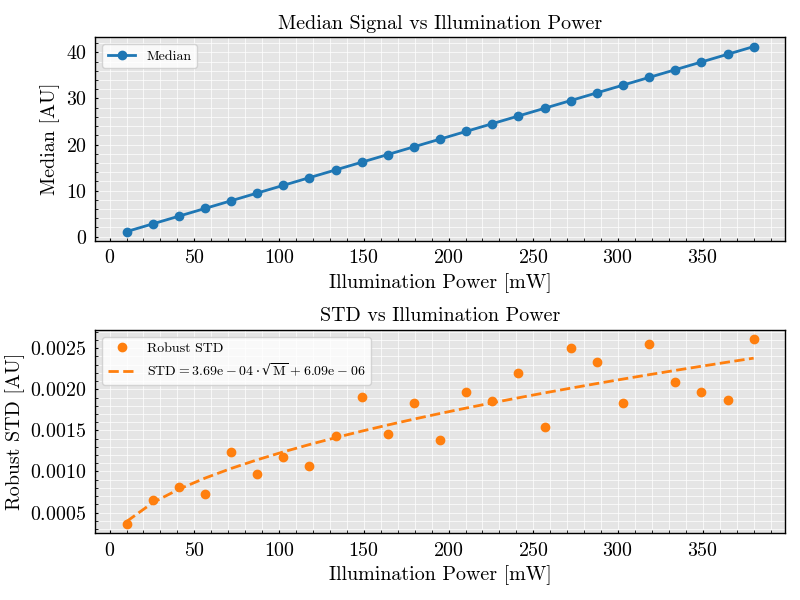 Median Signal vs Illumination Power
Median
Median [AU]
40
30
20
10
0
0 50 100 150 200 250 300 350
Illumination Power [mW]
STD vs Illumination Power
Robust STD
STD = 3.69e − 04 · √M + 6.09e − 06
Robust STD [AU]
0.0025
0.0020
0.0015
0.0010
0.0005
0 50 100 150 200 250 300 350
Illumination Power [mW]